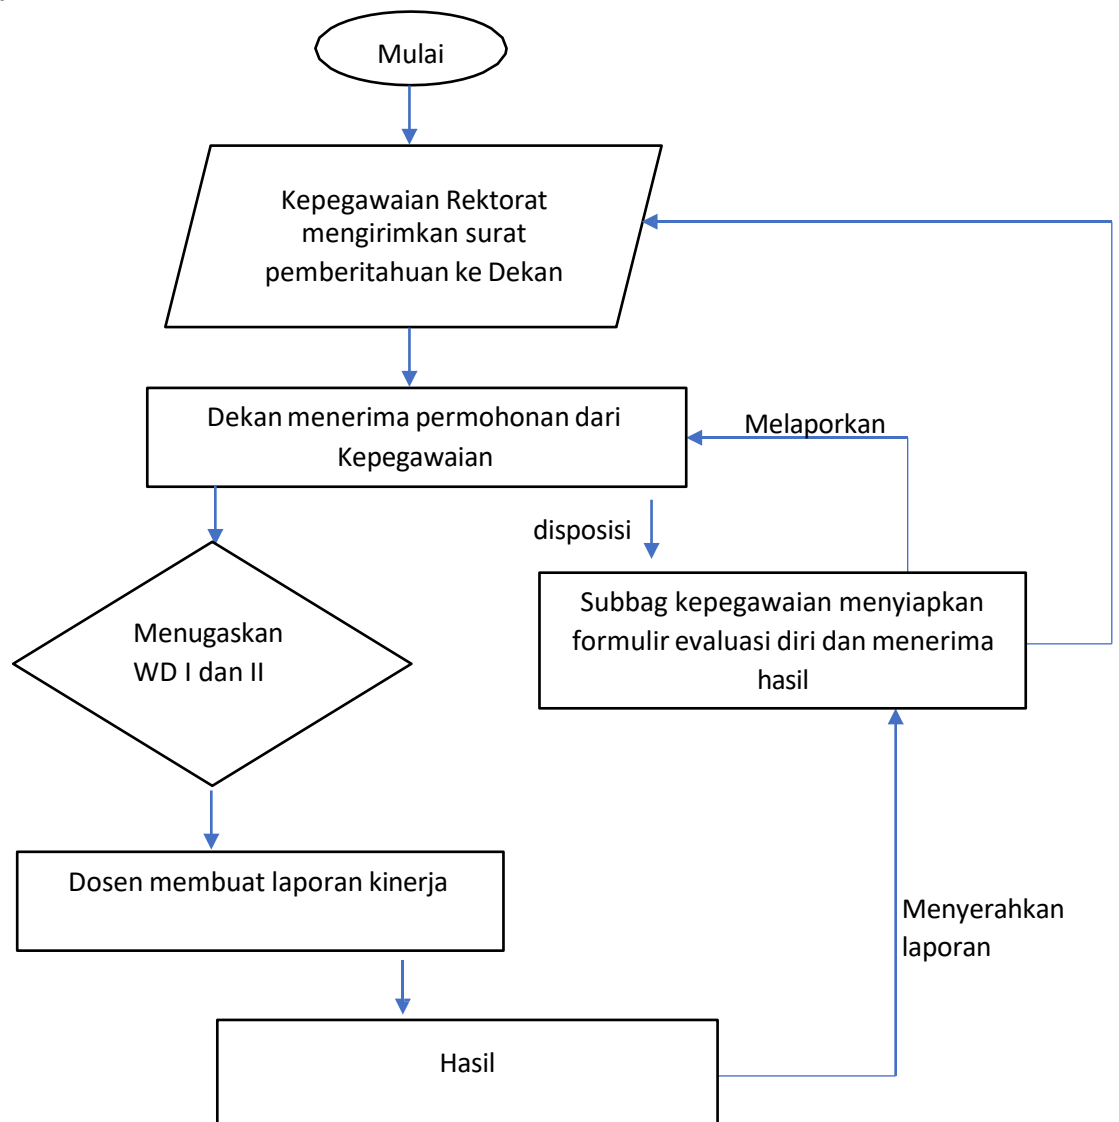 Mulai
Kepegawaian Rektorat
mengirimkan surat
pemberitahuan ke Dekan
Dekan menerima permohonan dari
Kepegawaian
Melaporkan
disposisi
Subbag kepegawaian menyiapkan
formulir evaluasi diri dan menerima
hasil
Menugaskan
WD I dan II
Dosen membuat laporan kinerja
Menyerahkan
laporan
Hasil